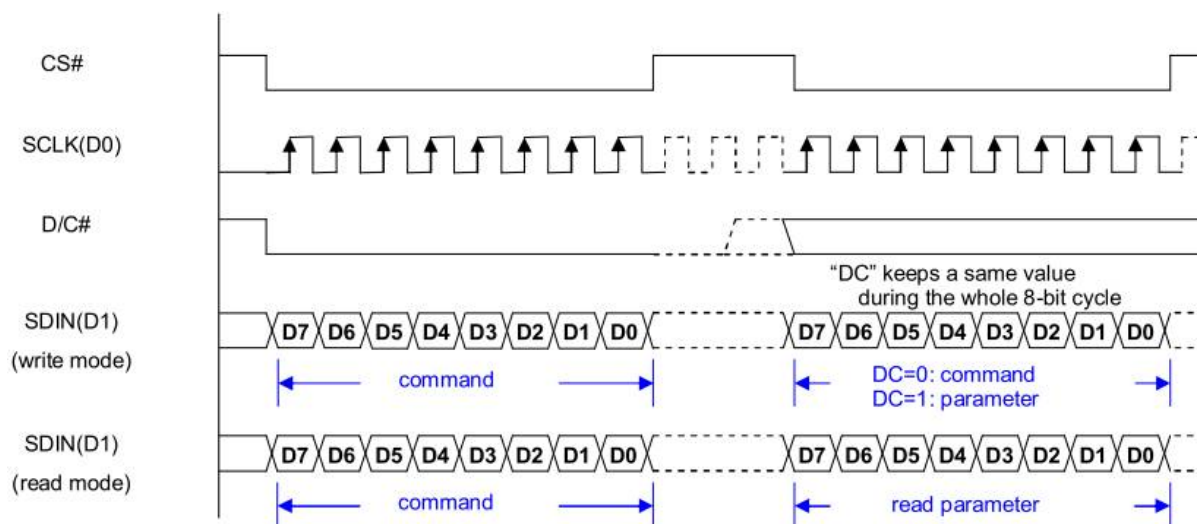 CS#
SCLK(D0)
D/C#
“DC” keeps a same value
during the whole 8-bit cycle
SDIN(D1)
(write mode)
D7 D6 D5 D4 D3 D2 D1 D0
D7 D6 D5 D4 D3 D2 D1 D0
command
DC=0: command
DC=1: parameter
SDIN(D1)
(read mode)
D7 D6 D5 D4 D3 D2 D1 D0
D7 D6 D5 D4 D3 D2 D1 D0
command
read parameter